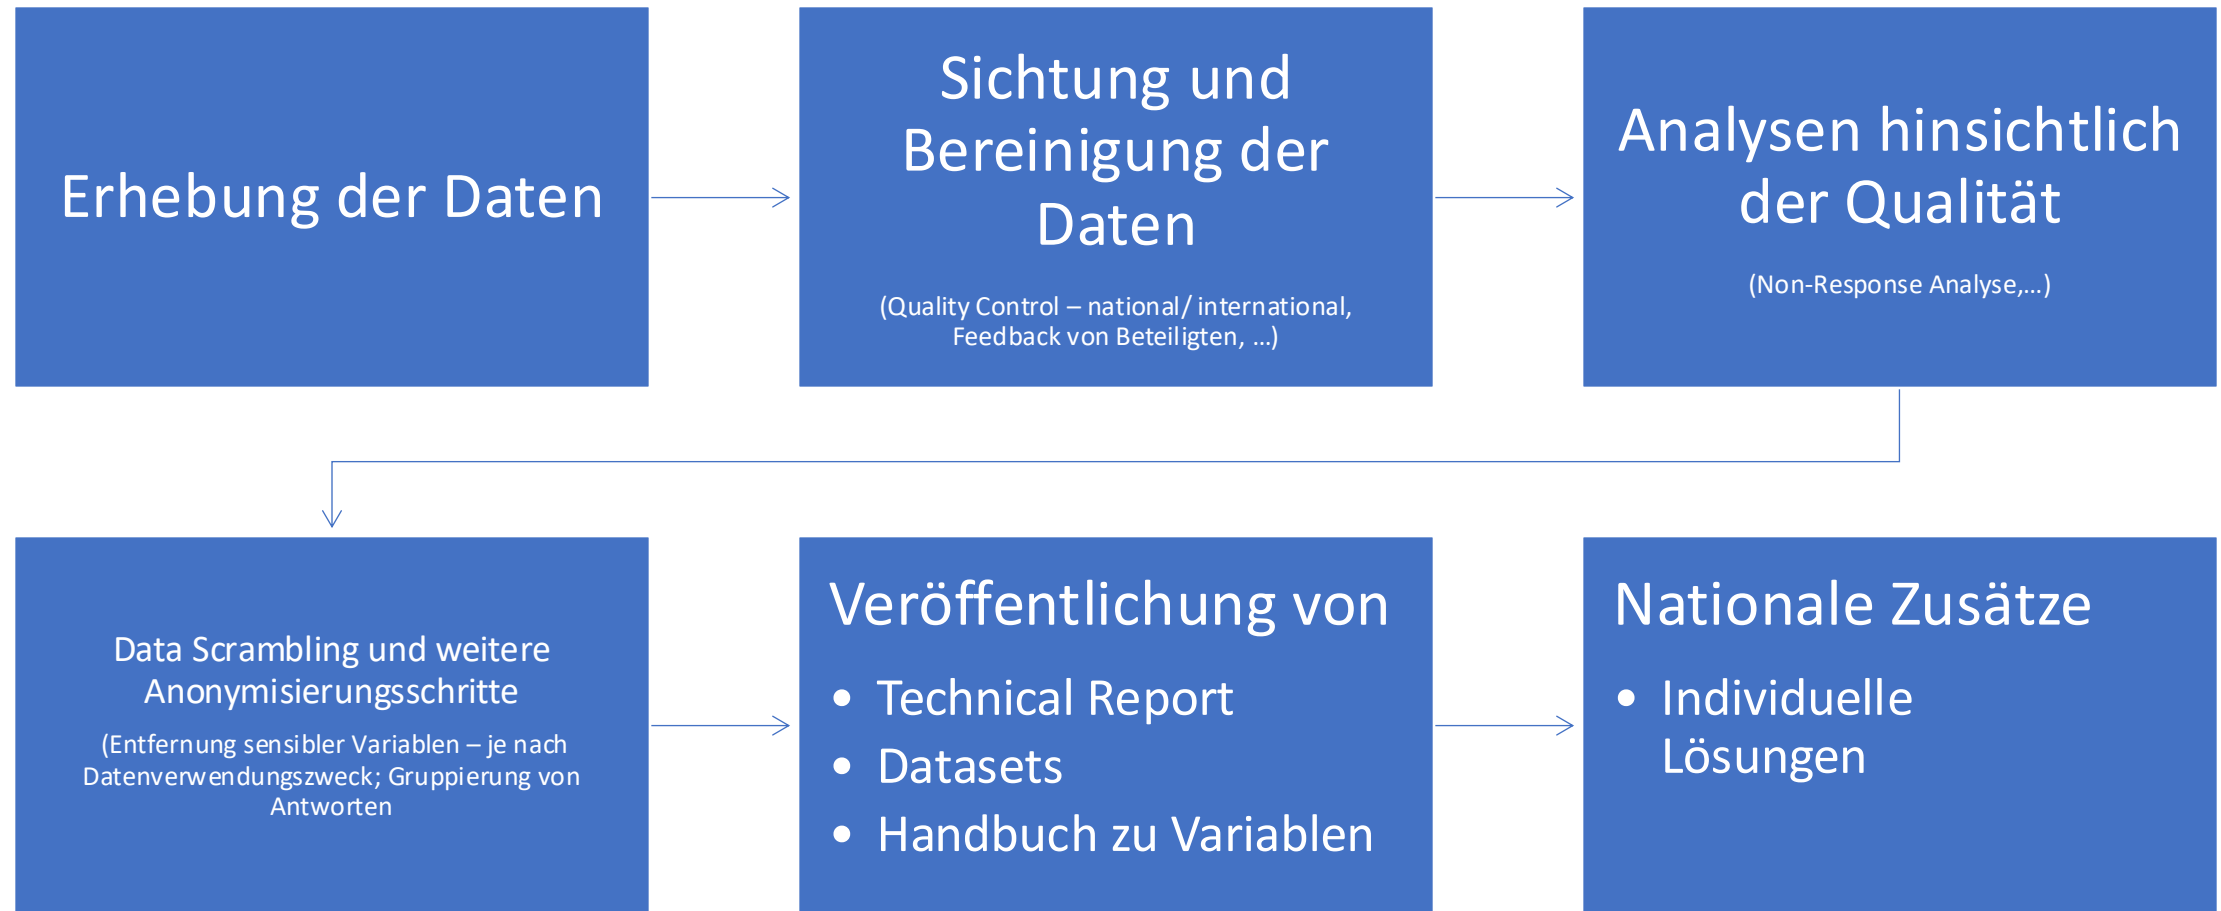 Erhebung der Daten
Sichtung und
Bereinigung der
Daten
(Quality Control – national/ international,
Feedback von Beteiligten, …)
Analysen hinsichtlich
der Qualität
(Non-Response Analyse,…)
Data Scrambling und weitere
Anonymisierungsschritte
(Entfernung sensibler Variablen – je nach
Datenverwendungszweck; Gruppierung von
Antworten
Veröffentlichung von
• Technical Report
• Datasets
• Handbuch zu Variablen
Nationale Zusätze
• Individuelle
Lösungen